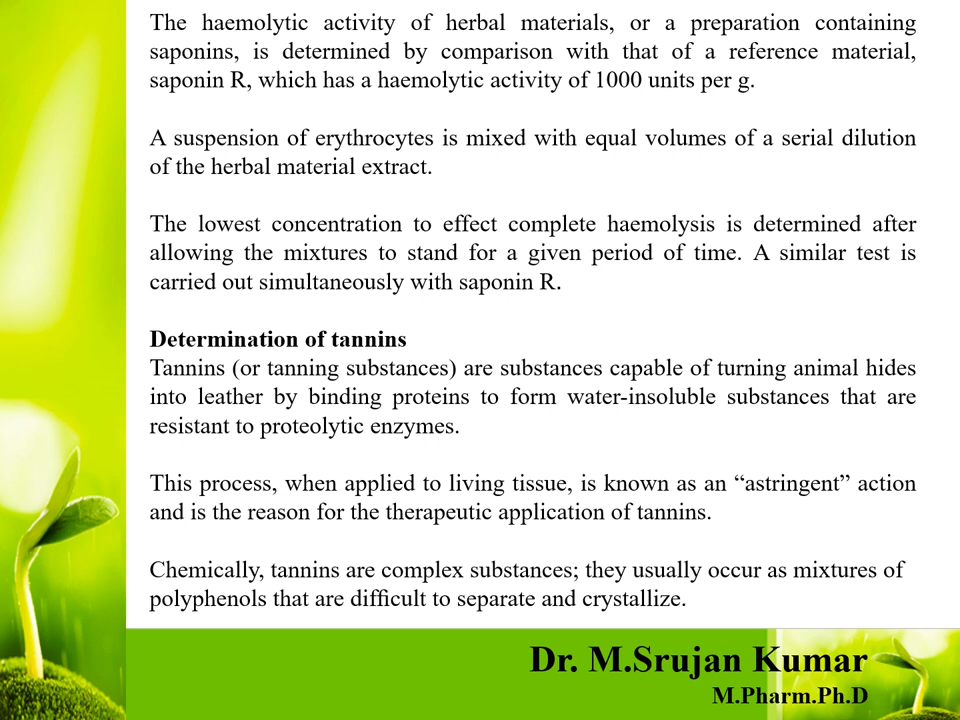 The haemolytic activity of herbal materials, or a preparation containing
saponins, is determined by comparison with that of a reference material,
saponin R, which has a haemolytic activity of 1000 units per g.
A suspension of erythrocytes is mixed with equal volumes of a serial dilution
of the herbal material extract.
The lowest concentration to effect complete haemolysis is determined after
allowing the mixtures to stand for a given period of time. A similar test is
carried out simultaneously with saponin R.
Determination of tannins
Tannins (or tanning substances) are substances capable of turning animal hides
into leather by binding proteins to form water-insoluble substances that are
resistant to proteolytic enzymes.
This process, when applied to living tissue, is known as an “astringent” action
and is the reason for the therapeutic application of tannins.
Chemically, tannins are complex substances; they usually occur as mixtures of
polyphenols that are difficult to separate and crystallize.
Dr. M.Srujan Kumar
M.Pharm.Ph.D